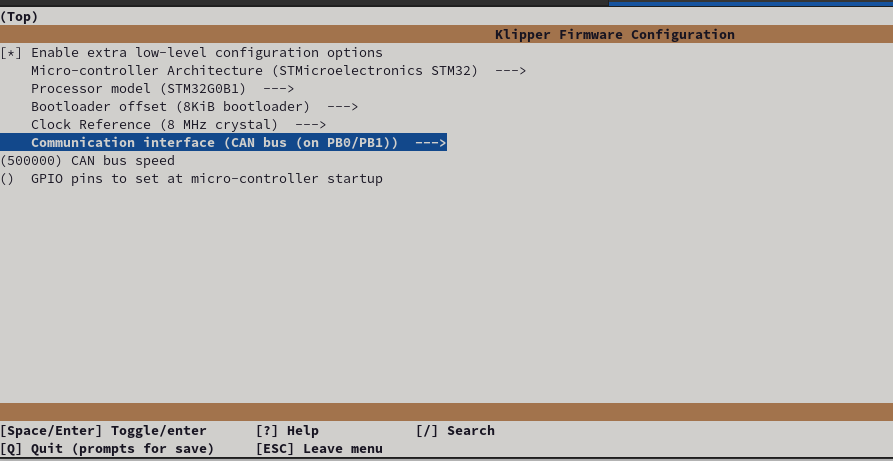 (Top)
Klipper Firmware Configuration
[*] Enable extra low-level configuration options
Micro-controller Architecture (STMicroelectronics STM32)  --->
Processor model (STM32G0B1)  --->
Bootloader offset (8KiB bootloader)  --->
Clock Reference (8 MHz crystal)  --->
Communication interface (CAN bus (on PB0/PB1))  --->
(500000) CAN bus speed
()  GPIO pins to set at micro-controller startup
[Space/Enter] Toggle/enter      [?] Help            [/] Search
[Q] Quit (prompts for save)     [ESC] Leave menu